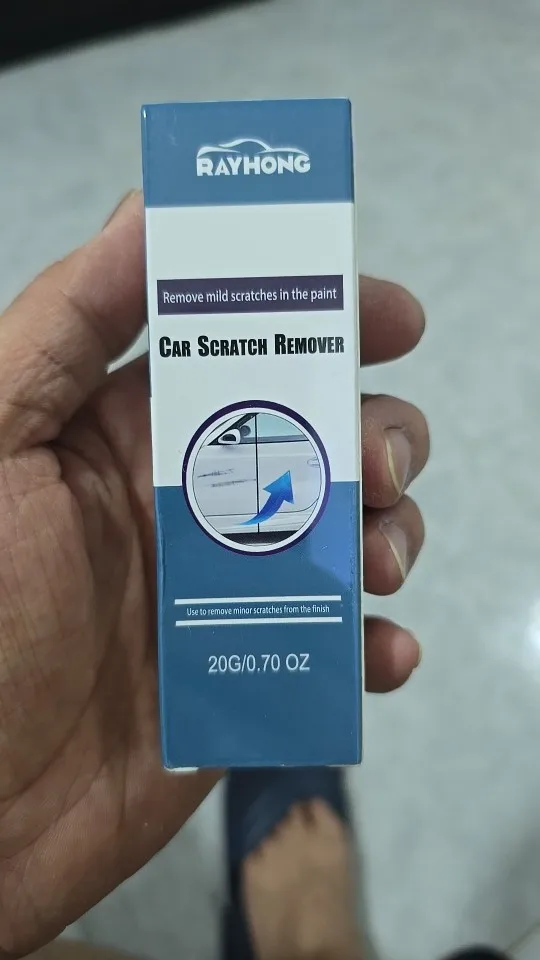 RAYHONG
Remove mild scratches in the paint
CAR SCRATCH REMOVER
Use to remove minor scratches from the finish
20G/0.70 OZ